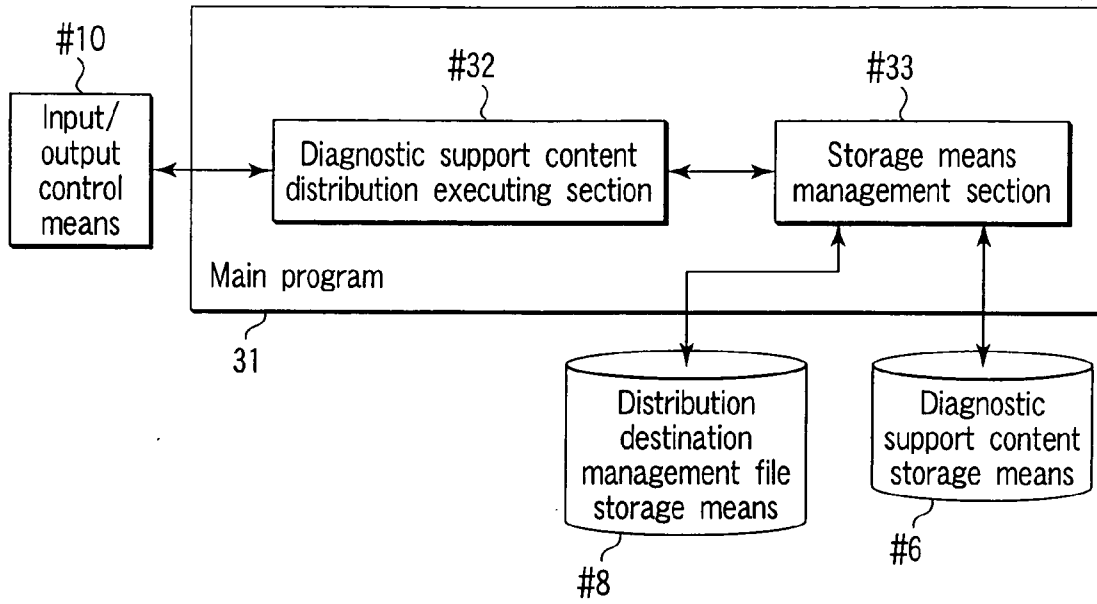 #10
Input/
output
control
means
#32
Diagnostic support content
distribution executing section
#33
Storage means
management section
Main program
31
Distribution
destination
management file
storage means
#8
Diagnostic
support content
storage means
#6